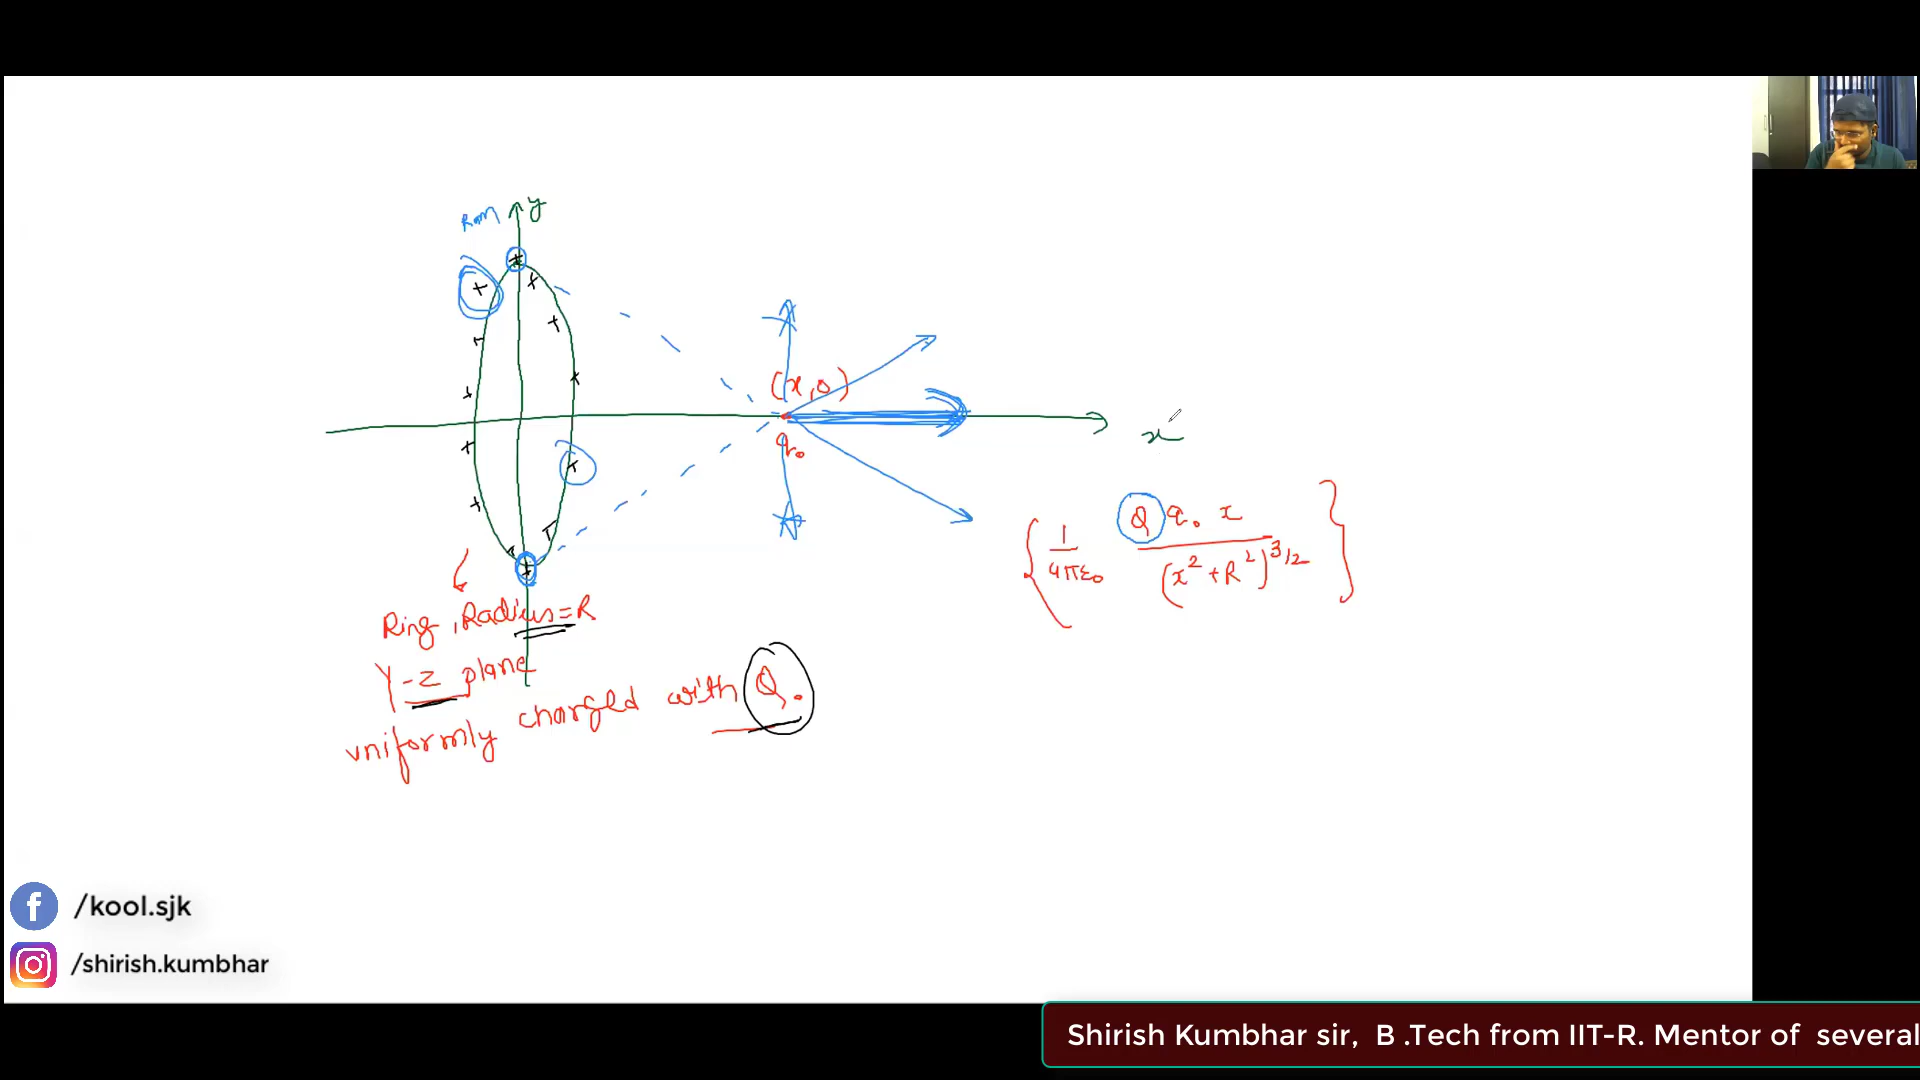 y
(x,0)
q₀
x
{ 1/4πε₀ Q q₀ x / (x² + R²)^3/2 }
Ring, Radius = R
Y-Z plane
uniformly charged with Q.
/kool.sjk
/shirish.kumbhar
Shirish Kumbhar sir, B .Tech from IIT-R. Mentor of several